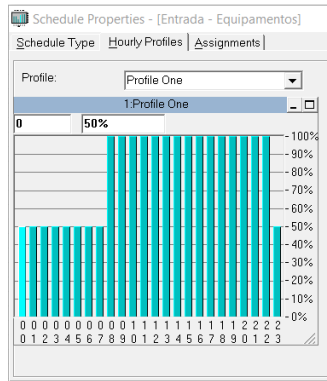 Schedule Properties - [Entrada - Equipamentos]
Schedule Type Hourly Profiles Assignments
Profile: Profile One
1:Profile One
0 50%
100%
90%
80%
70%
60%
50%
40%
30%
20%
10%
0%
0 0 0 0 0 0 0 0 0 0 1 1 1 1 1 1 1 1 1 1 2 2 2 2
0 1 2 3 4 5 6 7 8 9 0 1 2 3 4 5 6 7 8 9 0 1 2 3